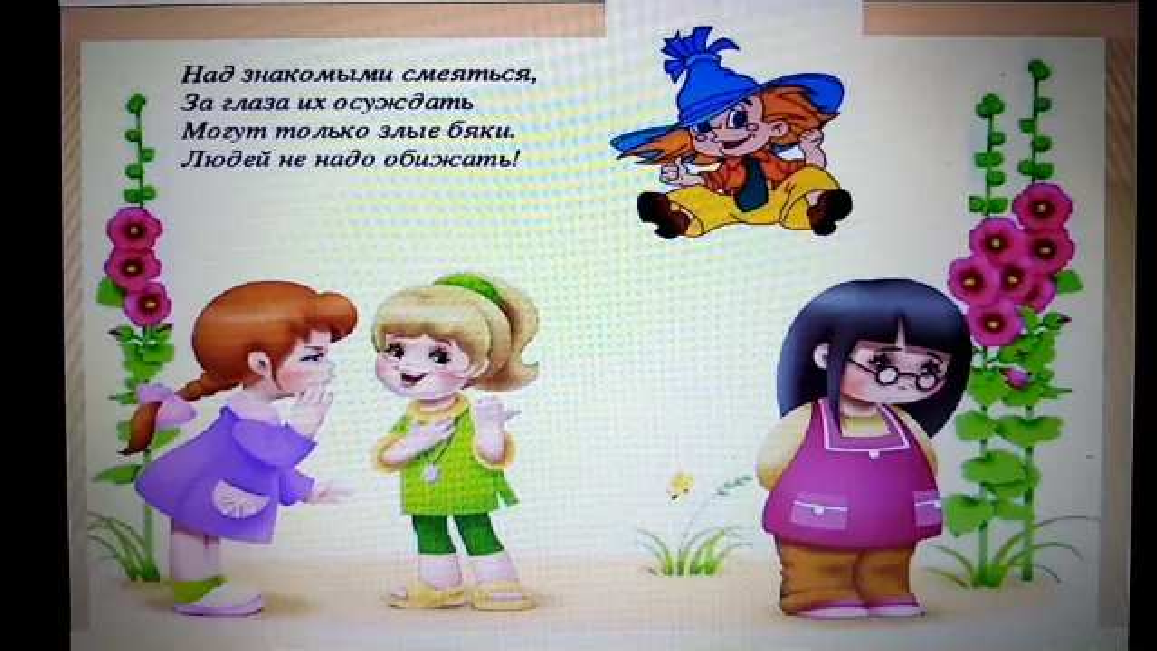 Над знакомыми смеяться,
За глаза их осуждать
Могут только злые бяки.
Людей не надо обижать!